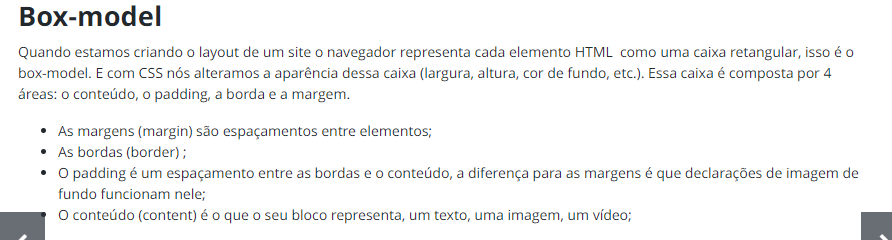 Box-model
Quando estamos criando o layout de um site o navegador representa cada elemento HTML  como uma caixa retangular, isso é o
box-model. E com CSS nós alteramos a aparência dessa caixa (largura, altura, cor de fundo, etc.). Essa caixa é composta por 4
áreas: o conteúdo, o padding, a borda e a margem.
• As margens (margin) são espaçamentos entre elementos;
• As bordas (border) ;
• O padding é um espaçamento entre as bordas e o conteúdo, a diferença para as margens é que declarações de imagem de
fundo funcionam nele;
• O conteúdo (content) é o que o seu bloco representa, um texto, uma imagem, um vídeo;